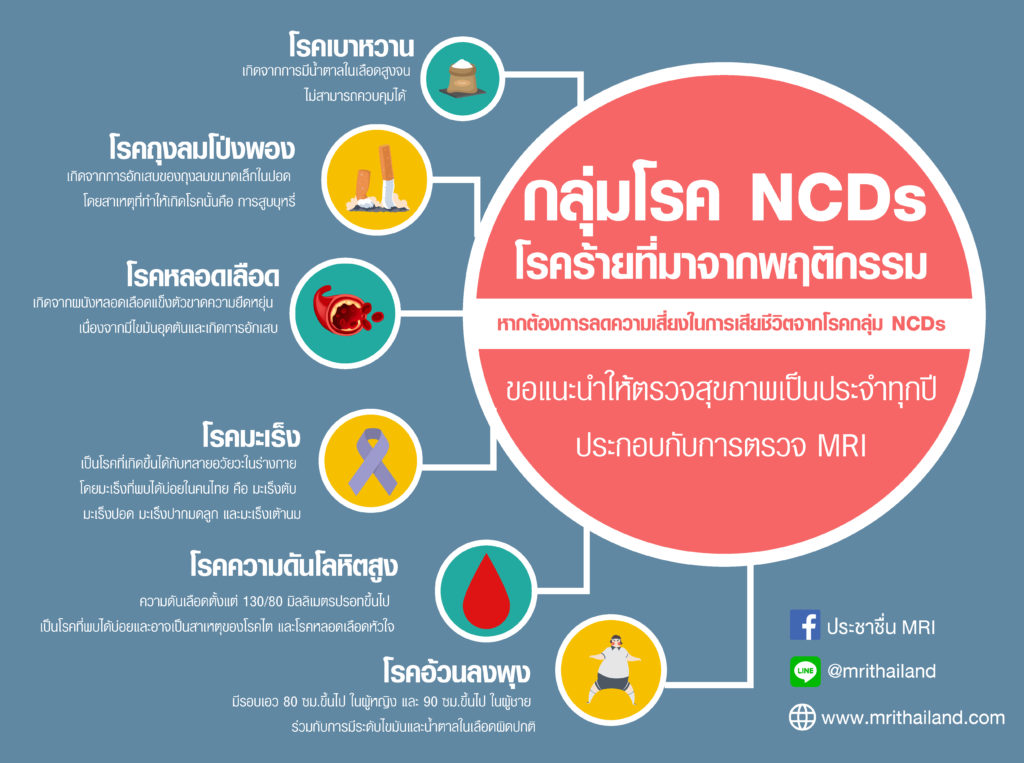 โรคเบาหวาน
เกิดจากการมีน้ำตาลในเลือดสูงจน
ไม่สามารถควบคุมได้
โรคถุงลมโป่งพอง
เกิดจากการอักเสบของถุงลมขนาดเล็กในปอด
โดยสาเหตุที่ทำให้เกิดโรคนั้นคือ การสูบบุหรี่
โรคหลอดเลือด
เกิดจากผนังหลอดเลือดแข็งตัวขาดความยืดหยุ่น
เนื่องจากมีไขมันอุดตันและเกิดการอักเสบ
โรคมะเร็ง
เป็นโรคที่เกิดขึ้นได้กับหลายอวัยวะในร่างกาย
โดยมะเร็งที่พบได้บ่อยในคนไทย คือ มะเร็งตับ
มะเร็งปอด มะเร็งปากมดลูก และมะเร็งเต้านม
โรคความดันโลหิตสูง
ความดันเลือดตั้งแต่ 130/80 มิลลิเมตรปรอทขึ้นไป
เป็นโรคที่พบได้บ่อยและอาจเป็นสาเหตุของโรคไต และโรคหลอดเลือดหัวใจ
โรคอ้วนลงพุง
มีรอบเอว 80 ซม.ขึ้นไป ในผู้หญิง และ 90 ซม.ขึ้นไป ในผู้ชาย
ร่วมกับการมีระดับไขมันและน้ำตาลในเลือดผิดปกติ
กลุ่มโรค NCDs
โรคร้ายที่มาจากพฤติกรรม
หากต้องการลดความเสี่ยงในการเสียชีวิตจากโรคกลุ่ม NCDs
ขอแนะนำให้ตรวจสุขภาพเป็นประจำทุกปี
ประกอบกับการตรวจ MRI
ประชาชื่น MRI
LINE @mrithailand
www.mrithailand.com